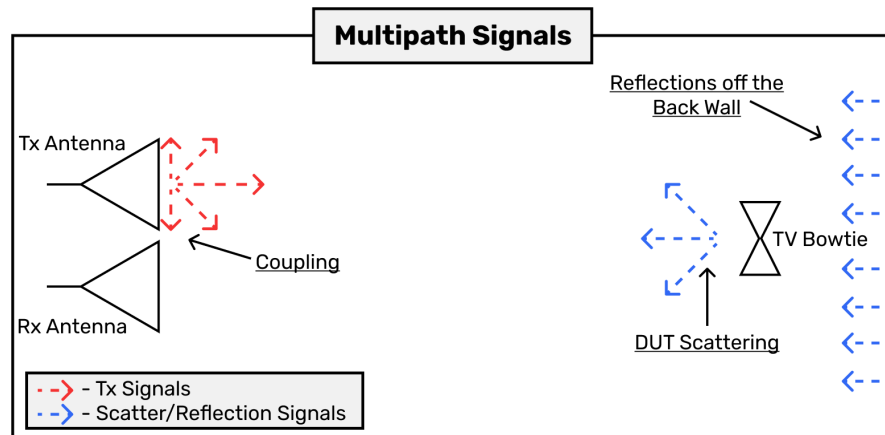 Multipath Signals
Reflections off the
Back Wall
Tx Antenna
TV Bowtie
Coupling
Rx Antenna
DUT Scattering
- Tx Signals
- Scatter/Reflection Signals